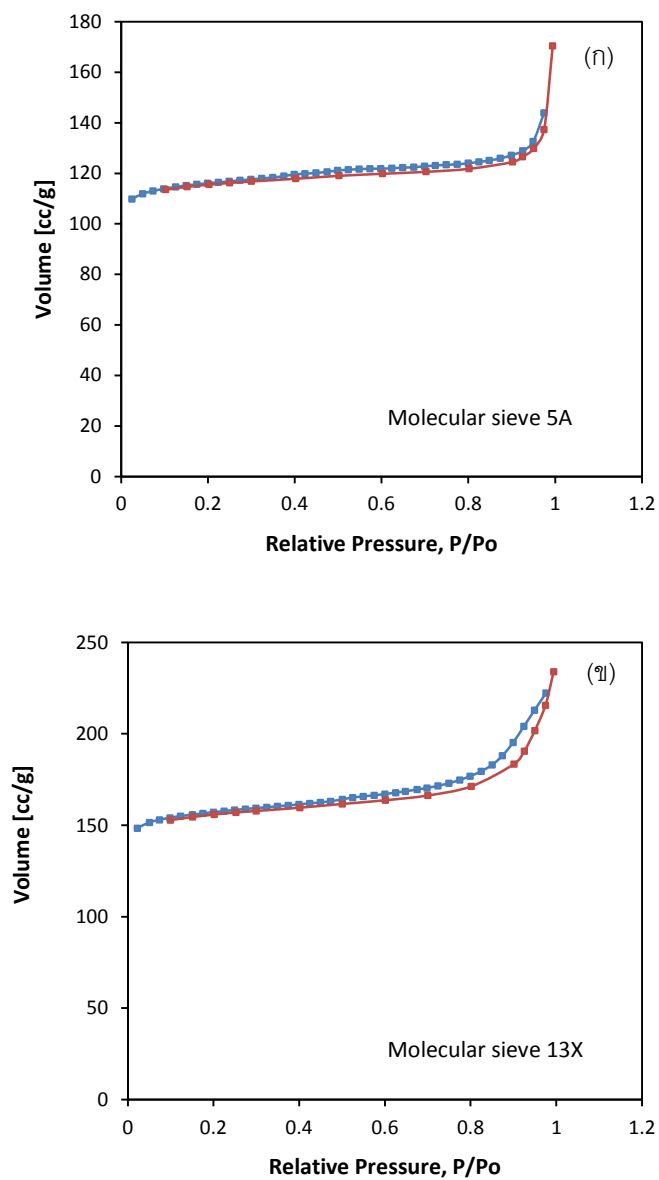 180
(ก)
160
140
120
100
80
60
40
20
0
Volume [cc/g]
Molecular sieve 5A
0 0.2 0.4 0.6 0.8 1 1.2
Relative Pressure, P/Po
250
(ข)
200
150
100
50
0
Volume [cc/g]
Molecular sieve 13X
0 0.2 0.4 0.6 0.8 1 1.2
Relative Pressure, P/Po